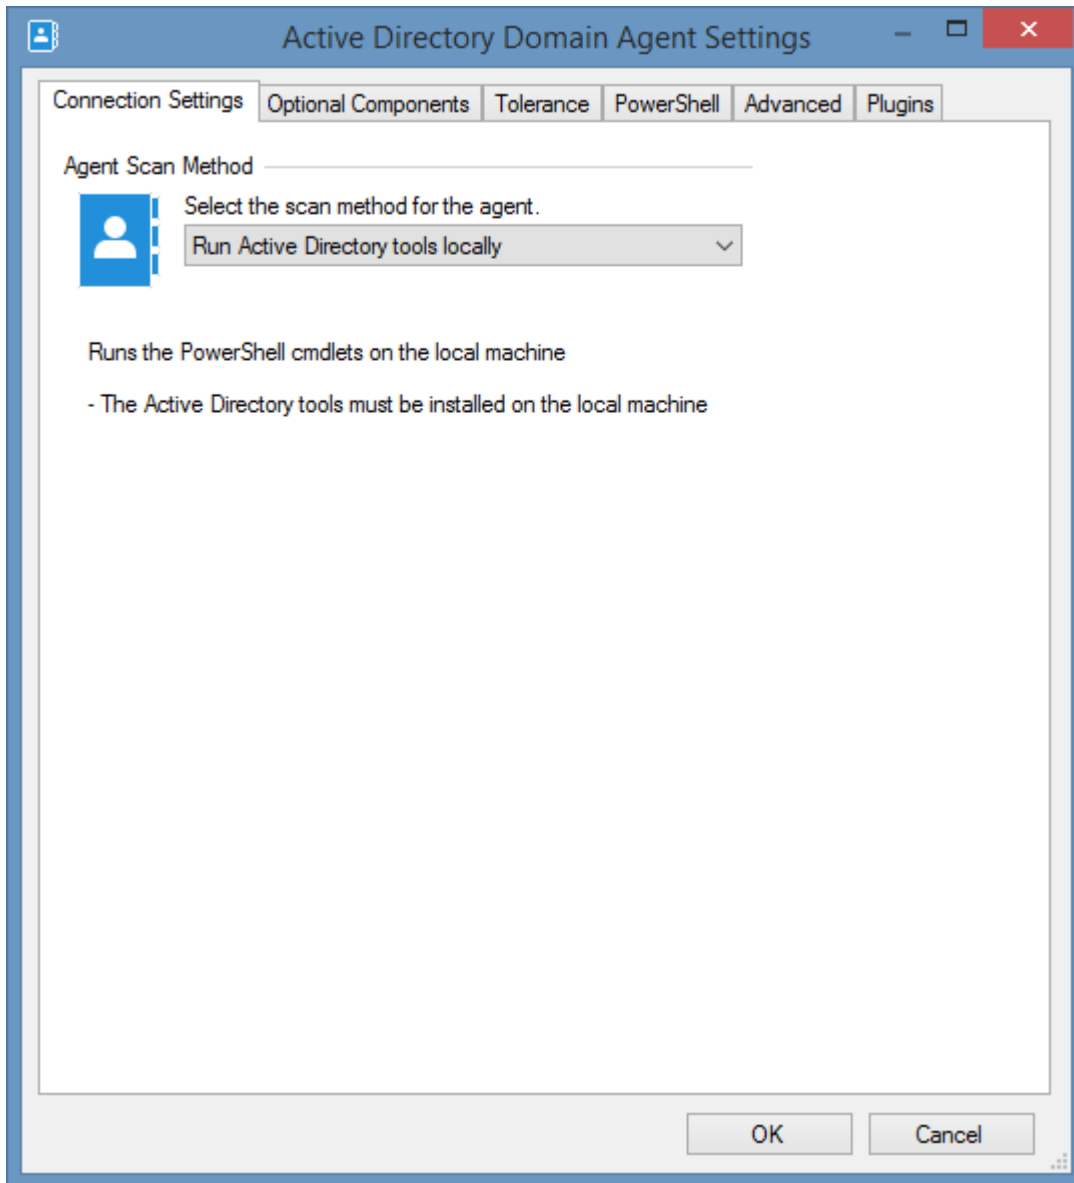 Active Directory Domain Agent Settings
Connection Settings Optional Components Tolerance PowerShell Advanced Plugins
Agent Scan Method
Select the scan method for the agent.
Run Active Directory tools locally
Runs the PowerShell cmdlets on the local machine
- The Active Directory tools must be installed on the local machine
OK Cancel